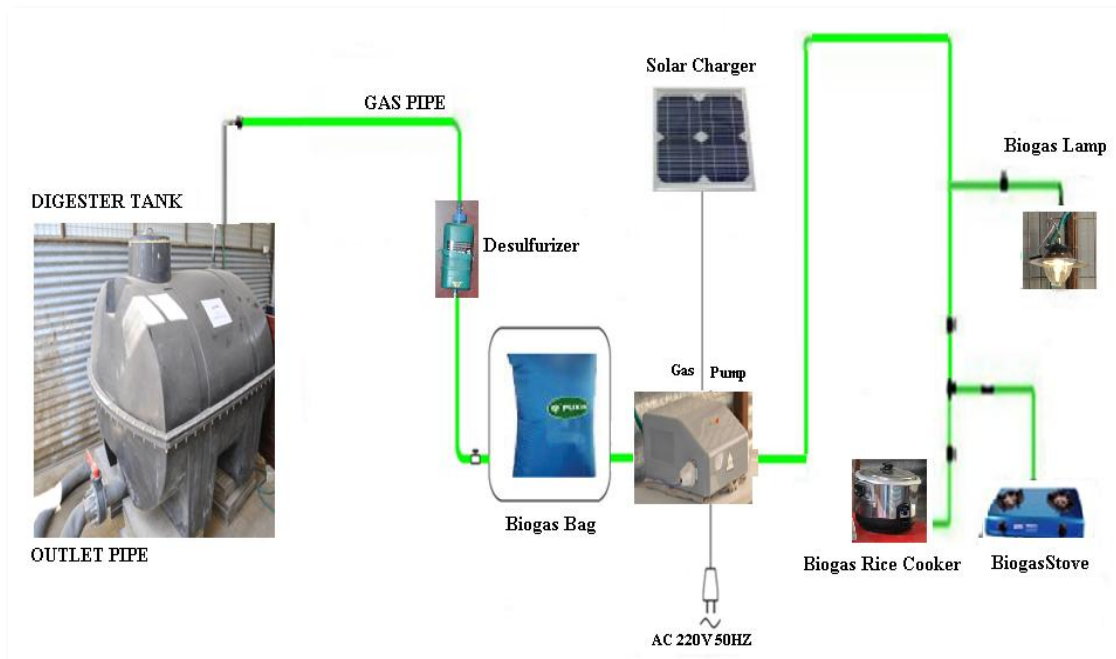 Solar Charger
GAS PIPE
Biogas Lamp
DIGESTER TANK
Desulfurizer
Gas Pump
PUXIN
Biogas Bag
OUTLET PIPE
Biogas Rice Cooker
BiogasStove
AC 220V 50HZ